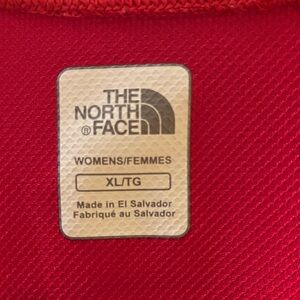 THE
NORTH
® FACE
WOMENS/FEMMES
XL/TG
Made in El Salvador
Fabriqué au Salvador